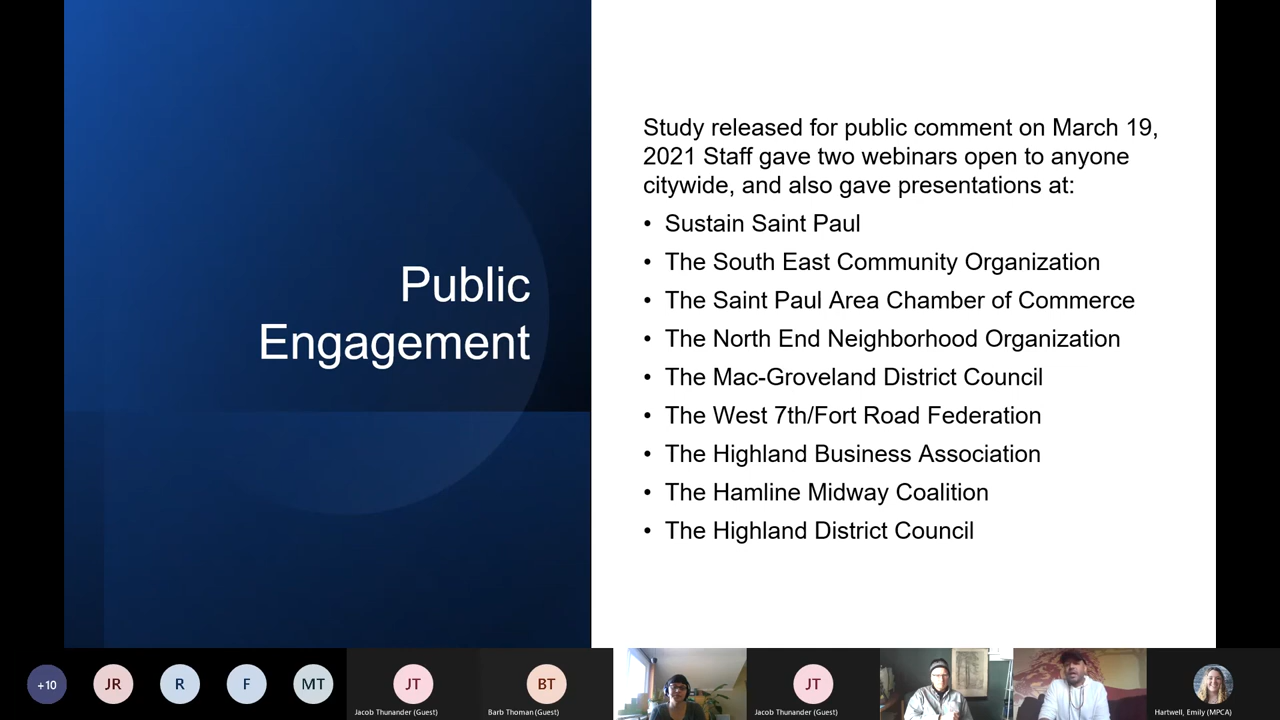 Public
Engagement
Study released for public comment on March 19,
2021 Staff gave two webinars open to anyone
citywide, and also gave presentations at:
• Sustain Saint Paul
• The South East Community Organization
• The Saint Paul Area Chamber of Commerce
• The North End Neighborhood Organization
• The Mac-Groveland District Council
• The West 7th/Fort Road Federation
• The Highland Business Association
• The Hamline Midway Coalition
• The Highland District Council
+10
JR
R
F
MT
JT
Jacob Thunander (Guest)
BT
Barb Thoman (Guest)
JT
Jacob Thunander (Guest)
Hartwell, Emily (MPCA)